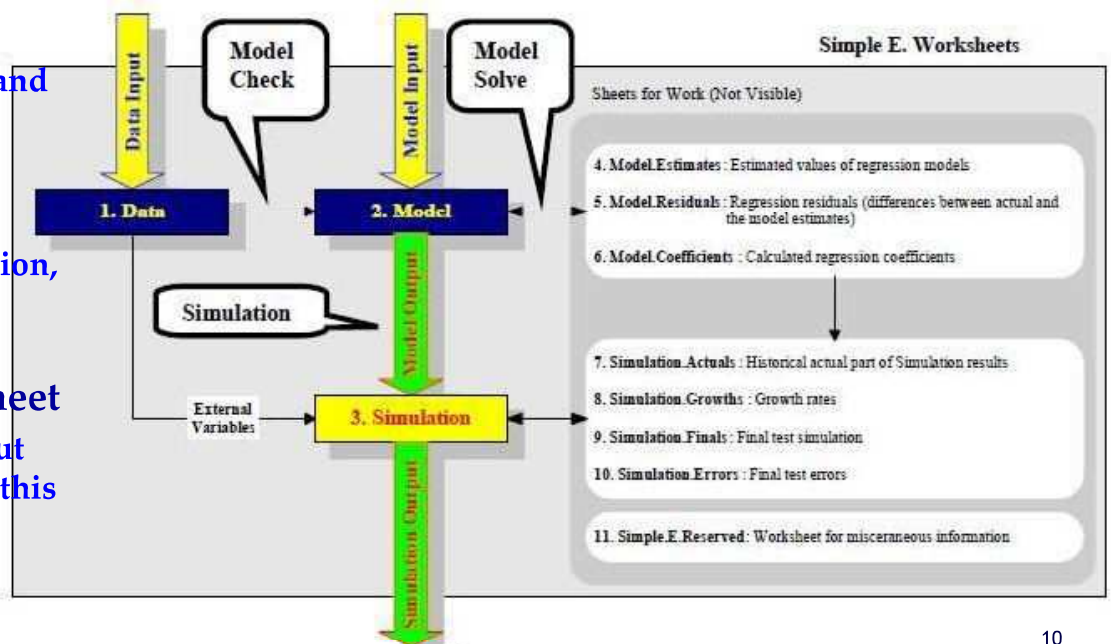 Simple E. Worksheets
and
ion,
heet
ut
this
Data Input
Model
Check
Model Input
Model
Solve
1. Data
2. Model
Simulation
Model Output
External
Variables
3. Simulation
Simulation Output
Sheets for Work (Not Visible)
4. Model.Estimates : Estimated values of regression models
5. Model.Residuals : Regression residuals (differences between actual and
the model estimates)
6. Model.Coefficients : Calculated regression coefficients
7. Simulation.Actuals : Historical actual part of Simulation results
8. Simulation.Growths : Growth rates
9. Simulation.Finals : Final test simulation
10. Simulation.Errors : Final test errors
11. Simple.E.Reserved : Worksheet for misceraneous information
10